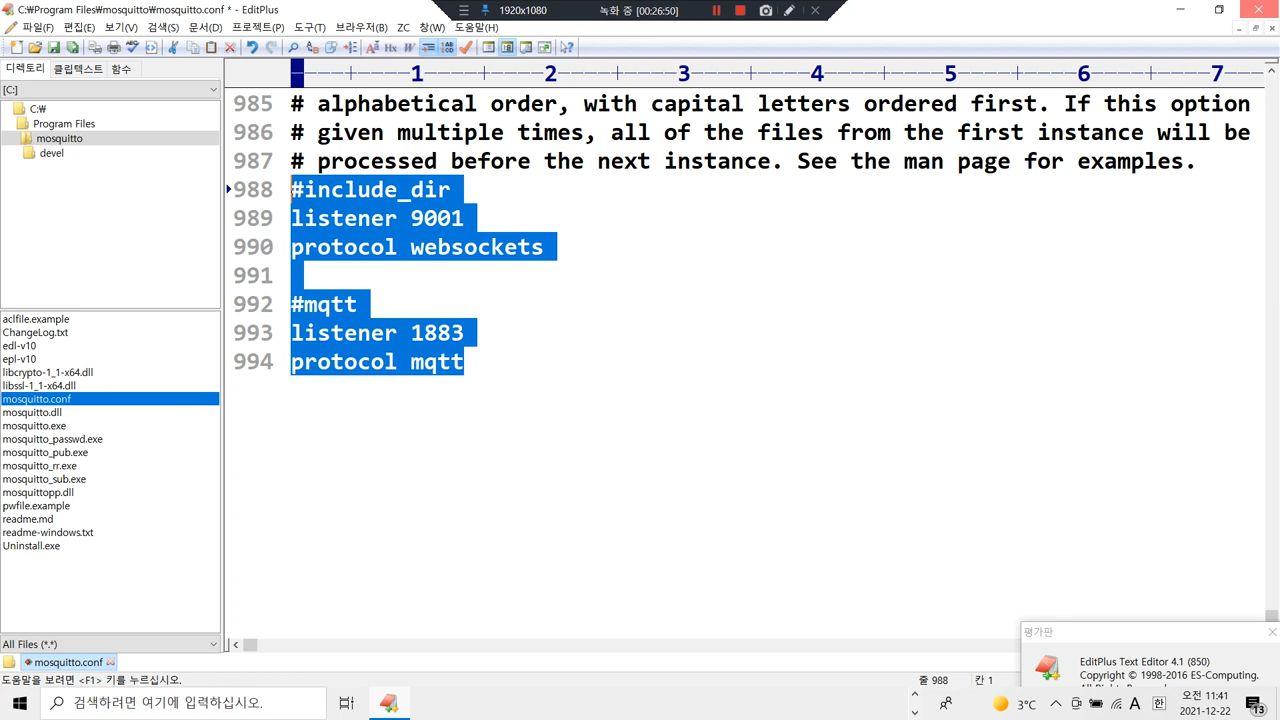 C:₩Program Files₩mosquitto₩mosquitto.conf * - EditPlus
1920x1080
녹화 중 [00:26:50]
파일(F) 편집(E) 보기(V) 검색(S) 문서(D) 프로젝트(P) 도구(T) 브라우저(B) ZC 창(W) 도움말(H)
디렉토리 클립텍스트 함수
[C:]
C:₩
Program Files
mosquitto
devel
1 2 3 4 5 6 7
985 # alphabetical order, with capital letters ordered first. If this option
986 # given multiple times, all of the files from the first instance will be
987 # processed before the next instance. See the man page for examples.
988 #include_dir
989 listener 9001
990 protocol websockets
991
992 #mqtt
993 listener 1883
994 protocol mqtt
aclfile.example
ChangeLog.txt
edl-v10
epl-v10
libcrypto-1_1-x64.dll
libssl-1_1-x64.dll
mosquitto.conf
mosquitto.dll
mosquitto.exe
mosquitto_passwd.exe
mosquitto_pub.exe
mosquitto_rr.exe
mosquitto_sub.exe
mosquittopp.dll
pwfile.example
readme.md
readme-windows.txt
Uninstall.exe
All Files (*.*)
mosquitto.conf
평가판
EditPlus Text Editor 4.1 (850)
Copyright © 1998-2016 ES-Computing.
도움말을 보려면 <F1> 키를 누르십시오.
줄 988 칸 1
검색하려면 여기에 입력하십시오.
3°C
A
한
오전 11:41
2021-12-22
13